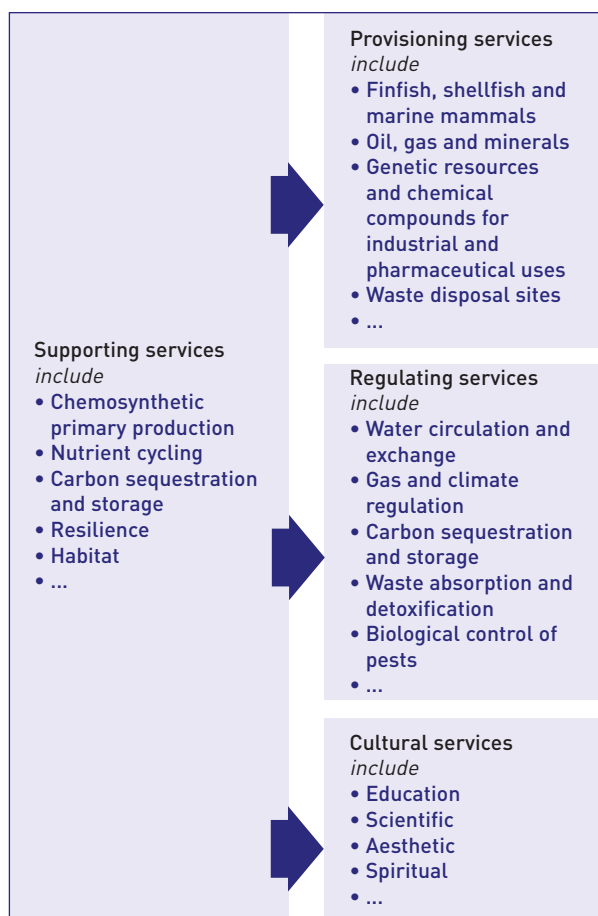 Supporting services
include
• Chemosynthetic
primary production
• Nutrient cycling
• Carbon sequestration
and storage
• Resilience
• Habitat
• ...
Provisioning services
include
• Finfish, shellfish and
marine mammals
• Oil, gas and minerals
• Genetic resources
and chemical
compounds for
industrial and
pharmaceutical uses
• Waste disposal sites
• ...
Regulating services
include
• Water circulation and
exchange
• Gas and climate
regulation
• Carbon sequestration
and storage
• Waste absorption and
detoxification
• Biological control of
pests
• ...
Cultural services
include
• Education
• Scientific
• Aesthetic
• Spiritual
• ...